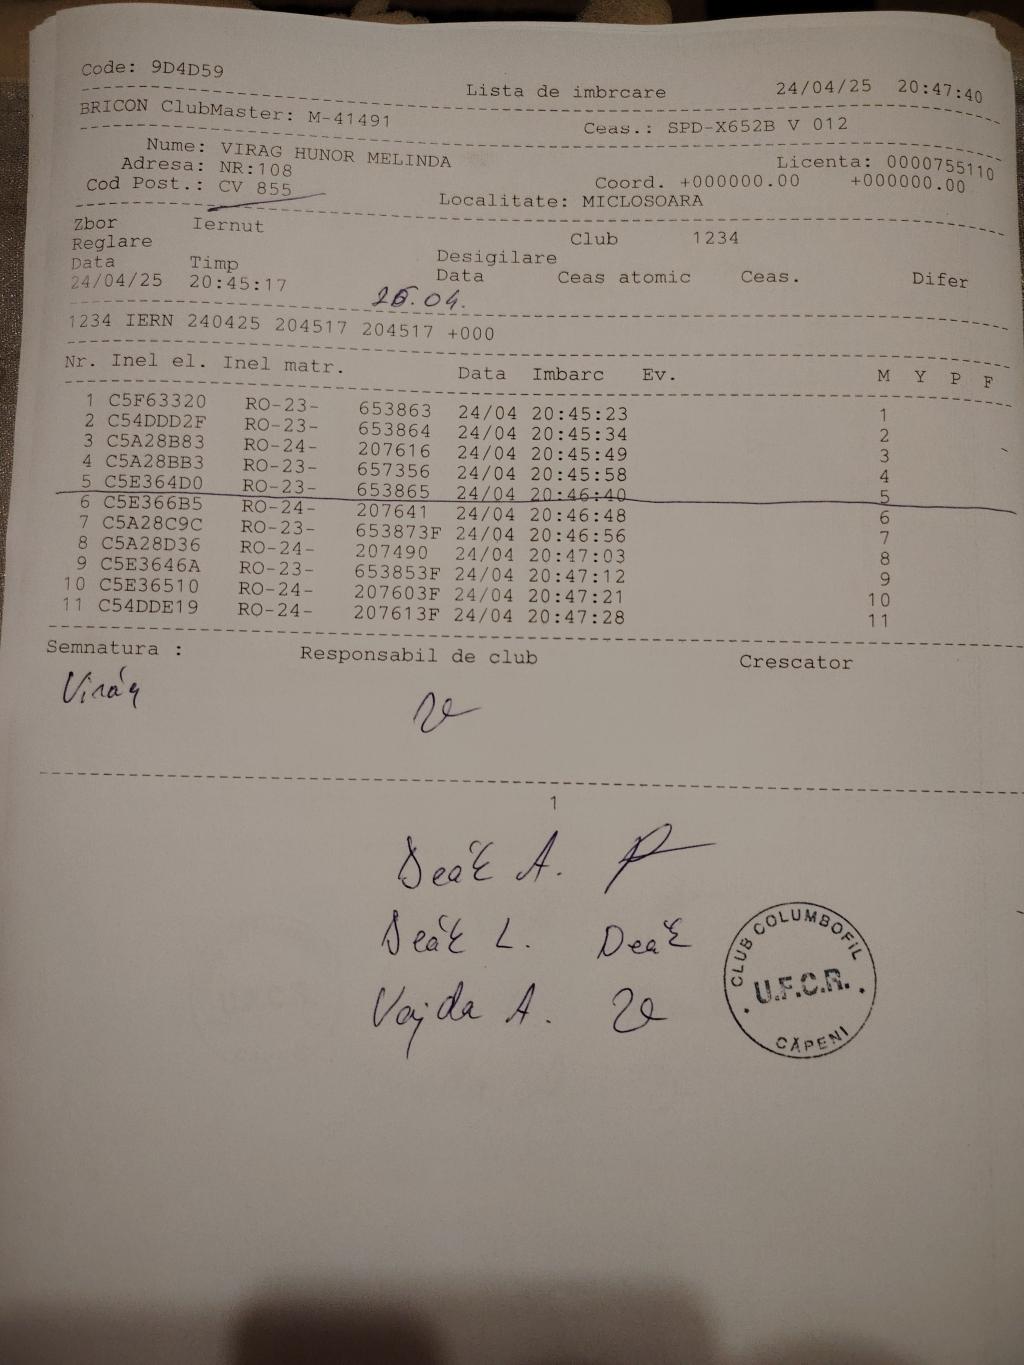 Code: 9D4D59
Lista de imbrcare 24/04/25 20:47:40
BRICON ClubMaster: M-41491 Ceas.: SPD-X652B V 012
Nume: VIRAG HUNOR MELINDA Licenta: 0000755110
Adresa: NR:108 Coord. +000000.00 +000000.00
Cod Post.: CV 855 Localitate: MICLOSOARA
Zbor Iernut Club 1234
Reglare Desigilare
Data Timp Data Ceas atomic Ceas. Difer
24/04/25 20:45:17
26.04.
1234 IERN 240425 204517 204517 +000
Nr. Inel el. Inel matr. Data Imbarc Ev. M Y P F
1 C5F63320 RO-23- 653863 24/04 20:45:23 1
2 C54DDD2F RO-23- 653864 24/04 20:45:34 2
3 C5A28B83 RO-24- 207616 24/04 20:45:49 3
4 C5A28BB3 RO-23- 657356 24/04 20:45:58 4
5 C5E364D0 RO-23- 653865 24/04 20:46:40 5
6 C5E366B5 RO-24- 207641 24/04 20:46:48 6
7 C5A28C9C RO-23- 653873F 24/04 20:46:56 7
8 C5A28D36 RO-24- 207490 24/04 20:47:03 8
9 C5E3646A RO-23- 653853F 24/04 20:47:12 9
10 C5E36510 RO-24- 207603F 24/04 20:47:21 10
11 C54DDE19 RO-24- 207613F 24/04 20:47:28 11
Semnatura : Responsabil de club Crescator
Virág
1
Deák A.
Deák L. Deák
Vajda A.
CLUB COLUMBOFIL
U.F.C.R.
CĂPENI